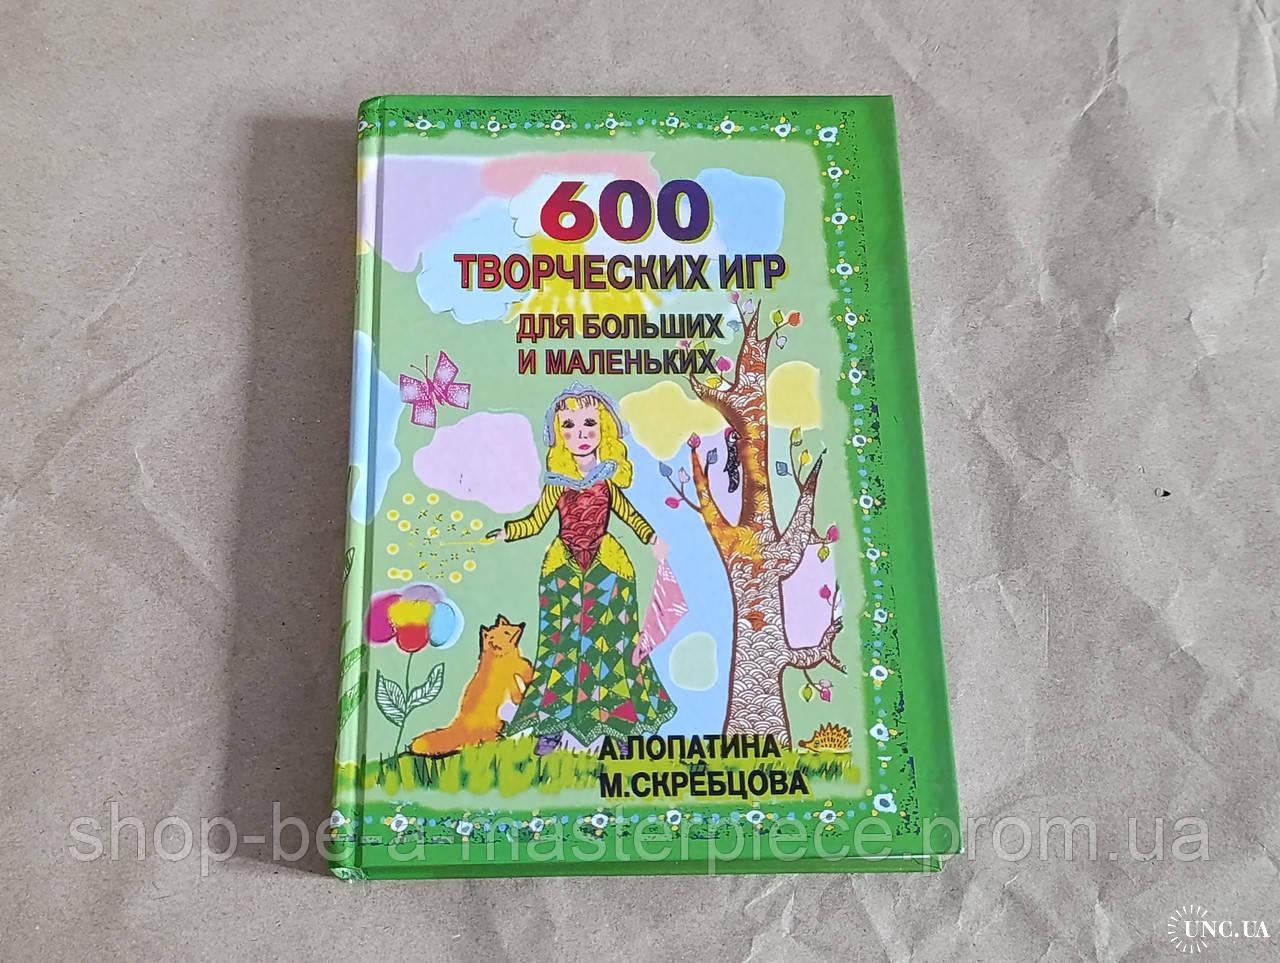 600
ТВОРЧЕСКИХ ИГР
ДЛЯ БОЛЬШИХ
И МАЛЕНЬКИХ
А.ЛОПАТИНА
М.СКРЕБЦОВА
shop-be-a-masterpiece.prom.ua
UNC.UA